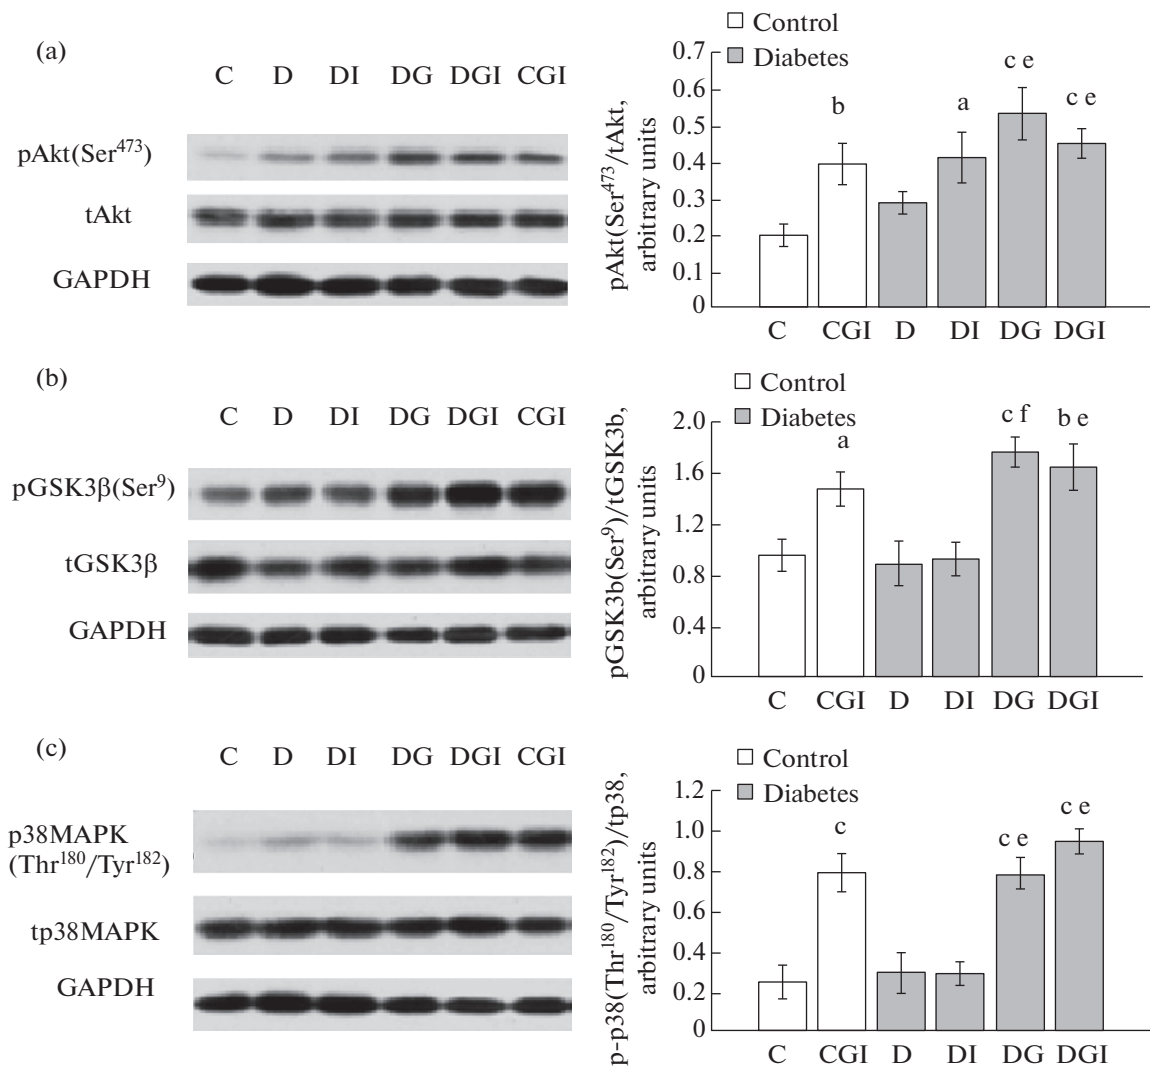 (a)
C D DI DG DGI CGI
pAkt(Ser⁴⁷³)
tAkt
GAPDH
Control
Diabetes
pAkt(Ser⁴⁷³/tAkt,
arbitrary units
0.7
0.6
0.5
0.4
0.3
0.2
0.1
0
b a c e c e
C CGI D DI DG DGI
(b)
C D DI DG DGI CGI
pGSK3β(Ser⁹)
tGSK3β
GAPDH
Control
Diabetes
pGSK3b(Ser⁹)/tGSK3b,
arbitrary units
2.0
1.6
1.2
0.8
0.4
0
a c f b e
C CGI D DI DG DGI
(c)
C D DI DG DGI CGI
p38MAPK
(Thr¹⁸⁰/Tyr¹⁸²)
tp38MAPK
GAPDH
Control
Diabetes
p-p38(Thr¹⁸⁰/Tyr¹⁸²)/tp38,
arbitrary units
1.2
1.0
0.8
0.6
0.4
0.2
0
c c e c e
C CGI D DI DG DGI